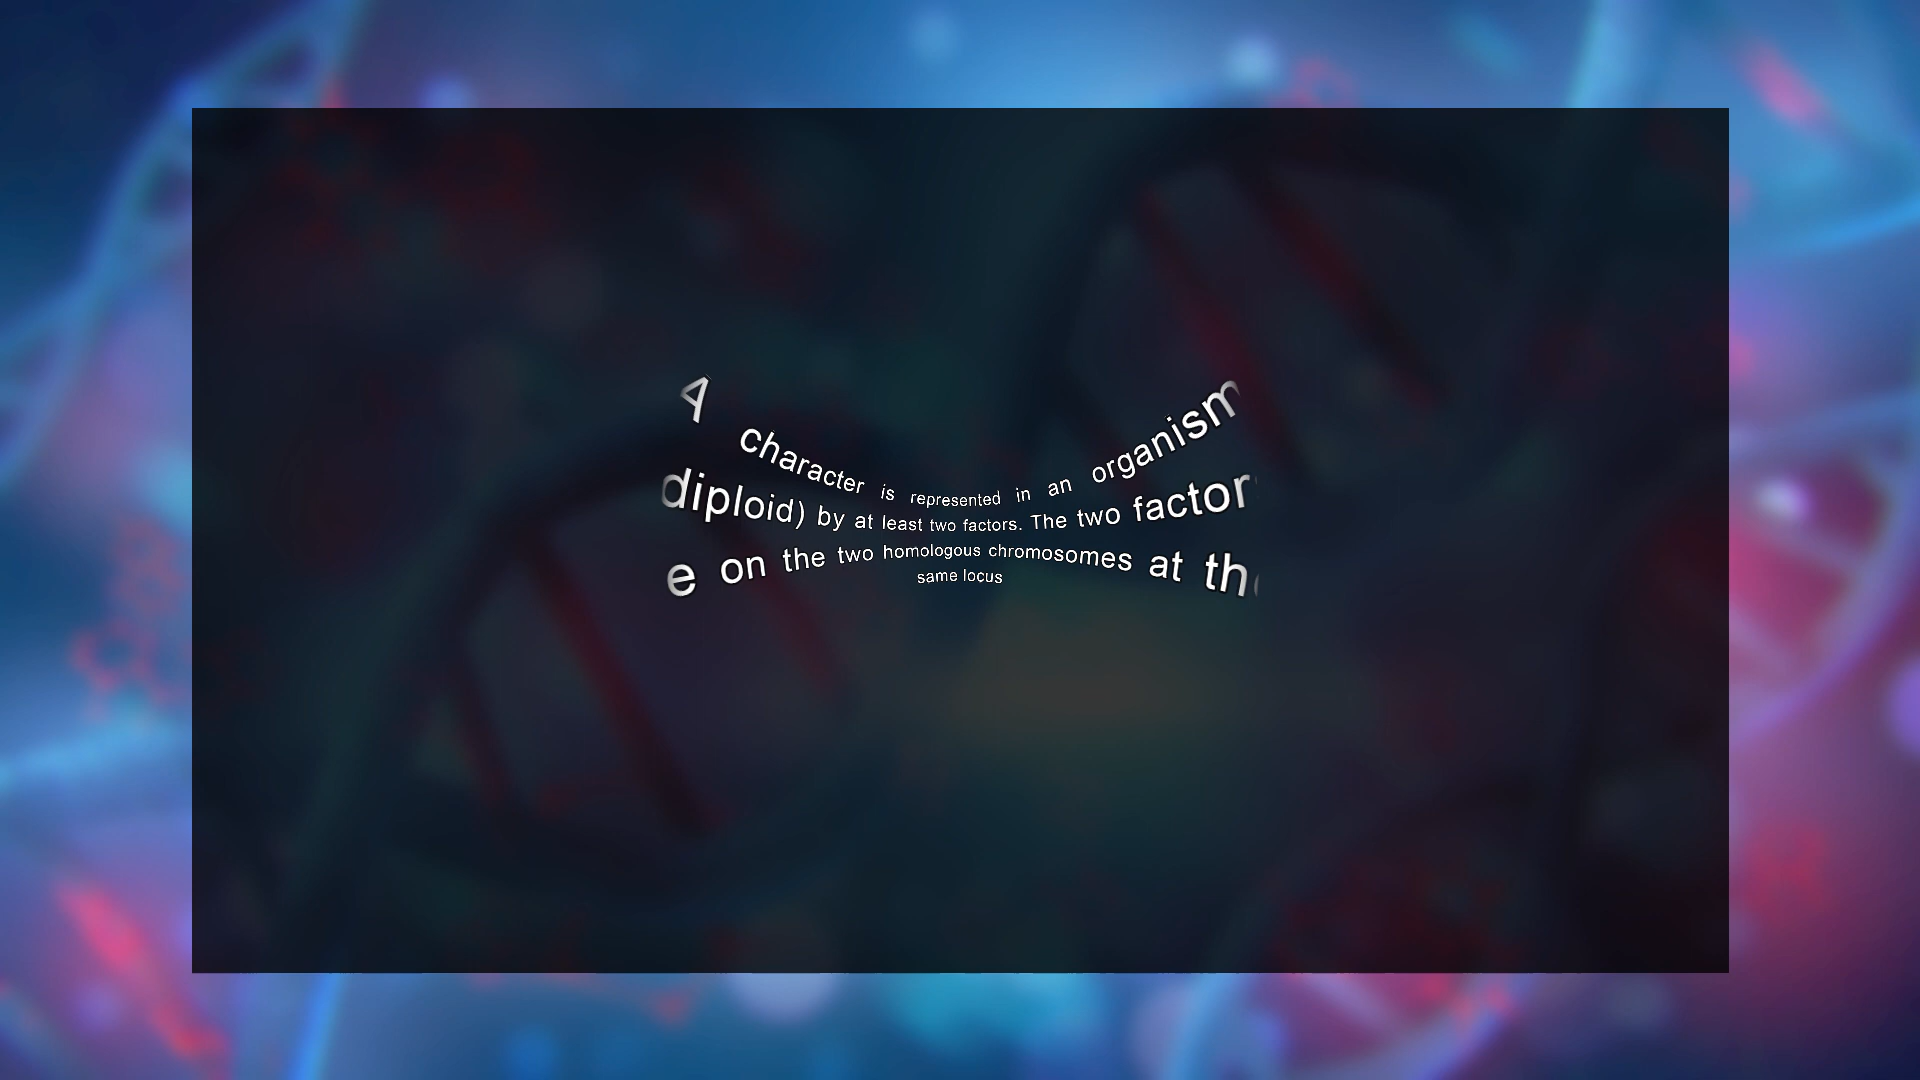 A character is represented in an organism
diploid) by at least two factors. The two factor
e on the two homologous chromosomes at the
same locus